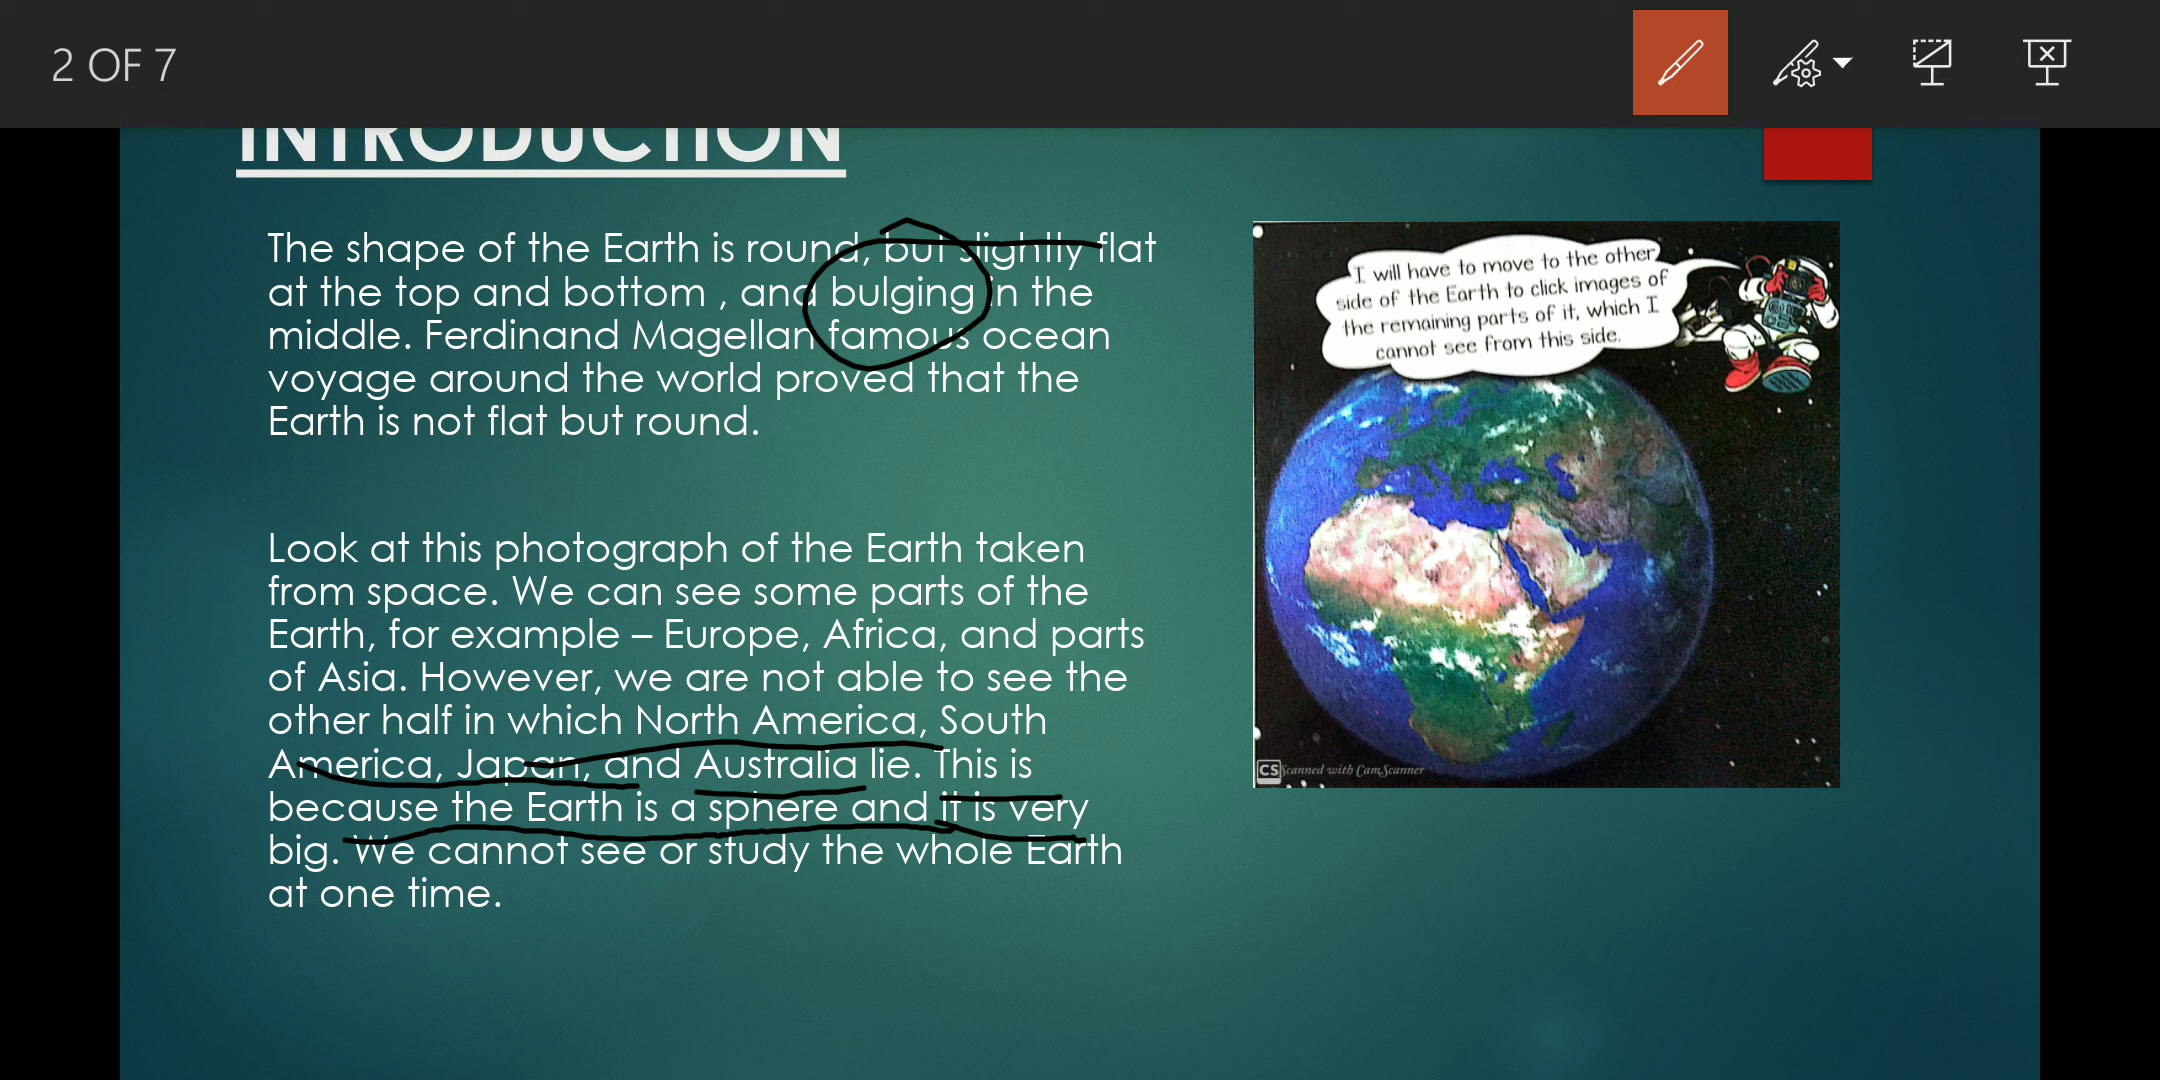 2 OF 7
INTRODUCTION
The shape of the Earth is round, but slightly flat
at the top and bottom , and bulging in the
middle. Ferdinand Magellan famous ocean
voyage around the world proved that the
Earth is not flat but round.
Look at this photograph of the Earth taken
from space. We can see some parts of the
Earth, for example – Europe, Africa, and parts
of Asia. However, we are not able to see the
other half in which North America, South
America, Japan, and Australia lie. This is
because the Earth is a sphere and it is very
big. We cannot see or study the whole Earth
at one time.
I will have to move to the other
side of the Earth to click images of
the remaining parts of it, which I
cannot see from this side.
CS Scanned with CamScanner